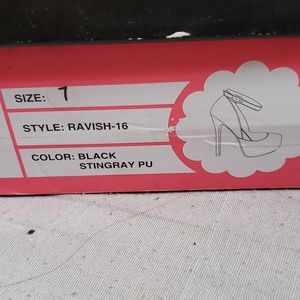 SIZE: 7
STYLE: RAVISH-16
COLOR: BLACK
STINGRAY PU